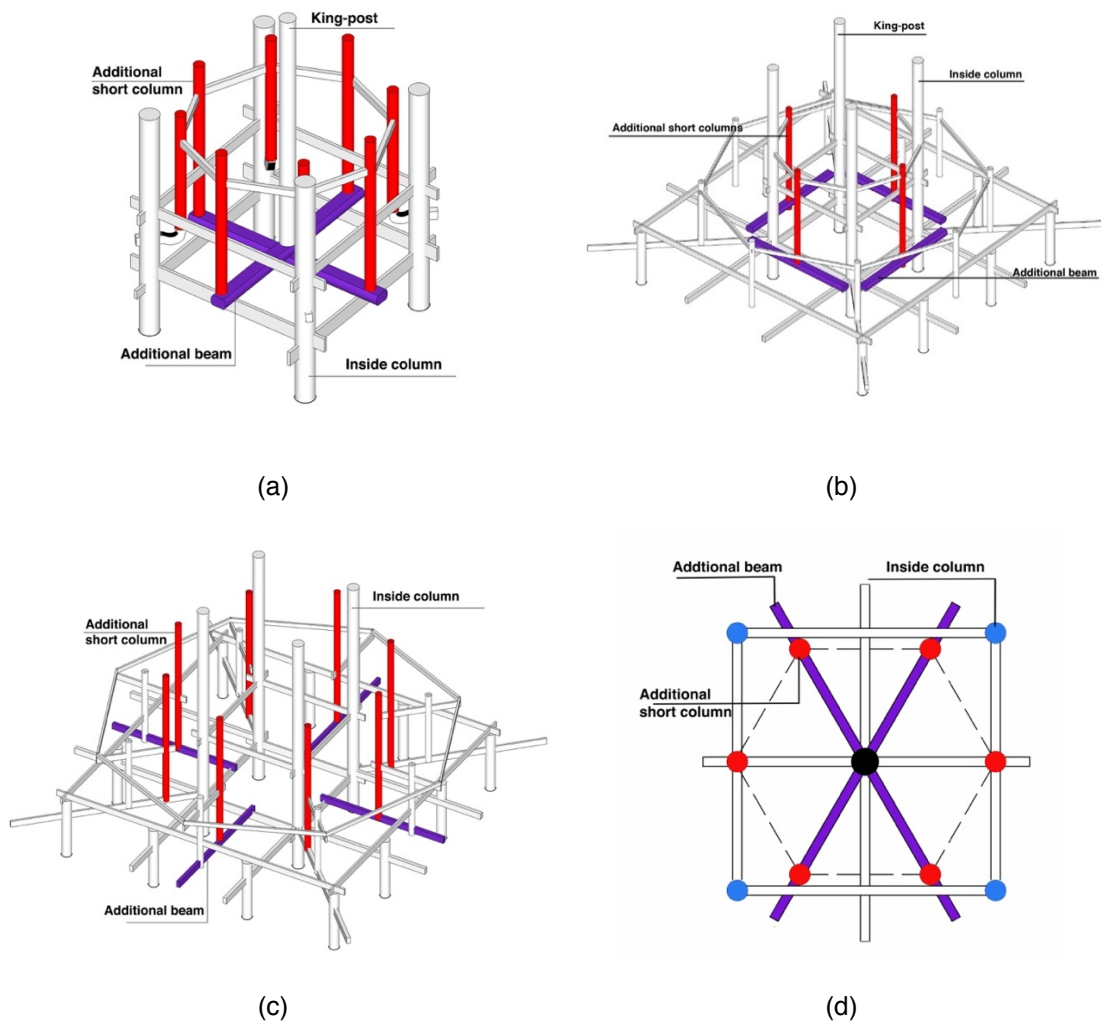 King-post
Additional
short column
Additional beam
Inside column
(a)
King-post
Inside column
Additional short columns
Additional beam
(b)
Inside column
Additional
short column
Additional beam
(c)
Addtional beam
Inside column
Additional
short column
(d)